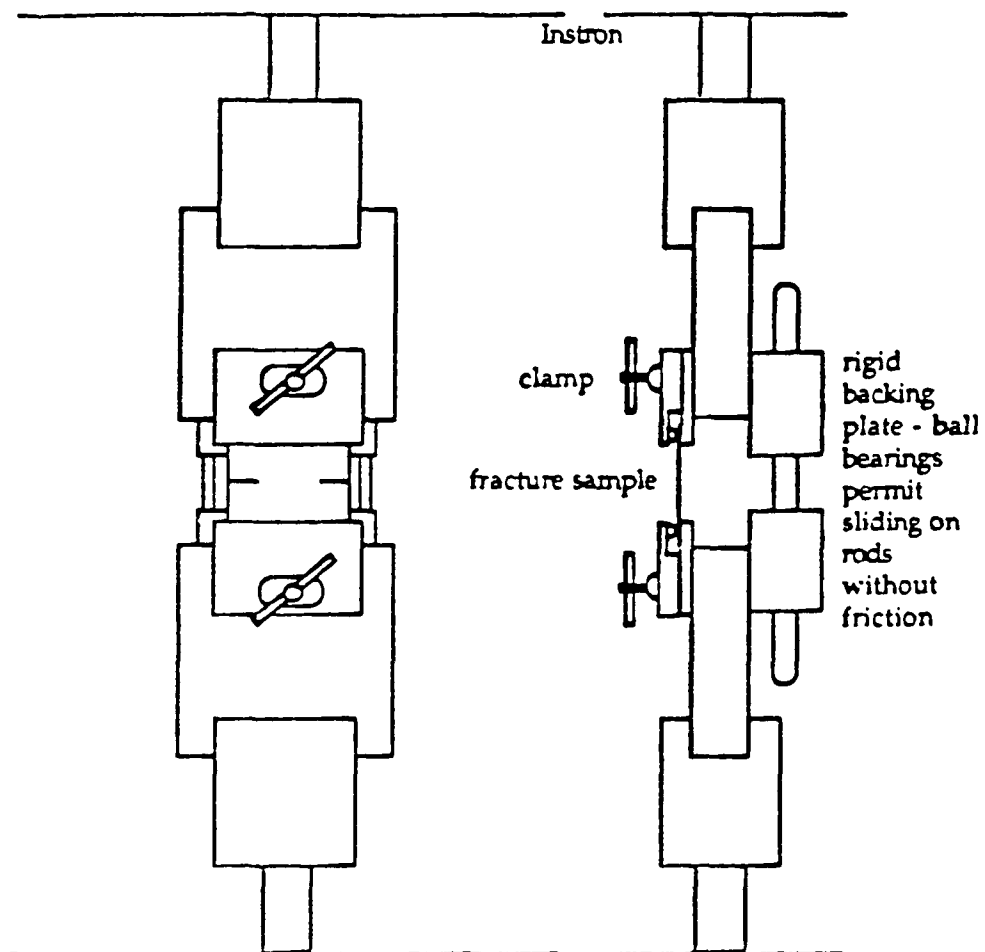 Instron
clamp
fracture sample
rigid
backing
plate - ball
bearings
permit
sliding on
rods
without
friction